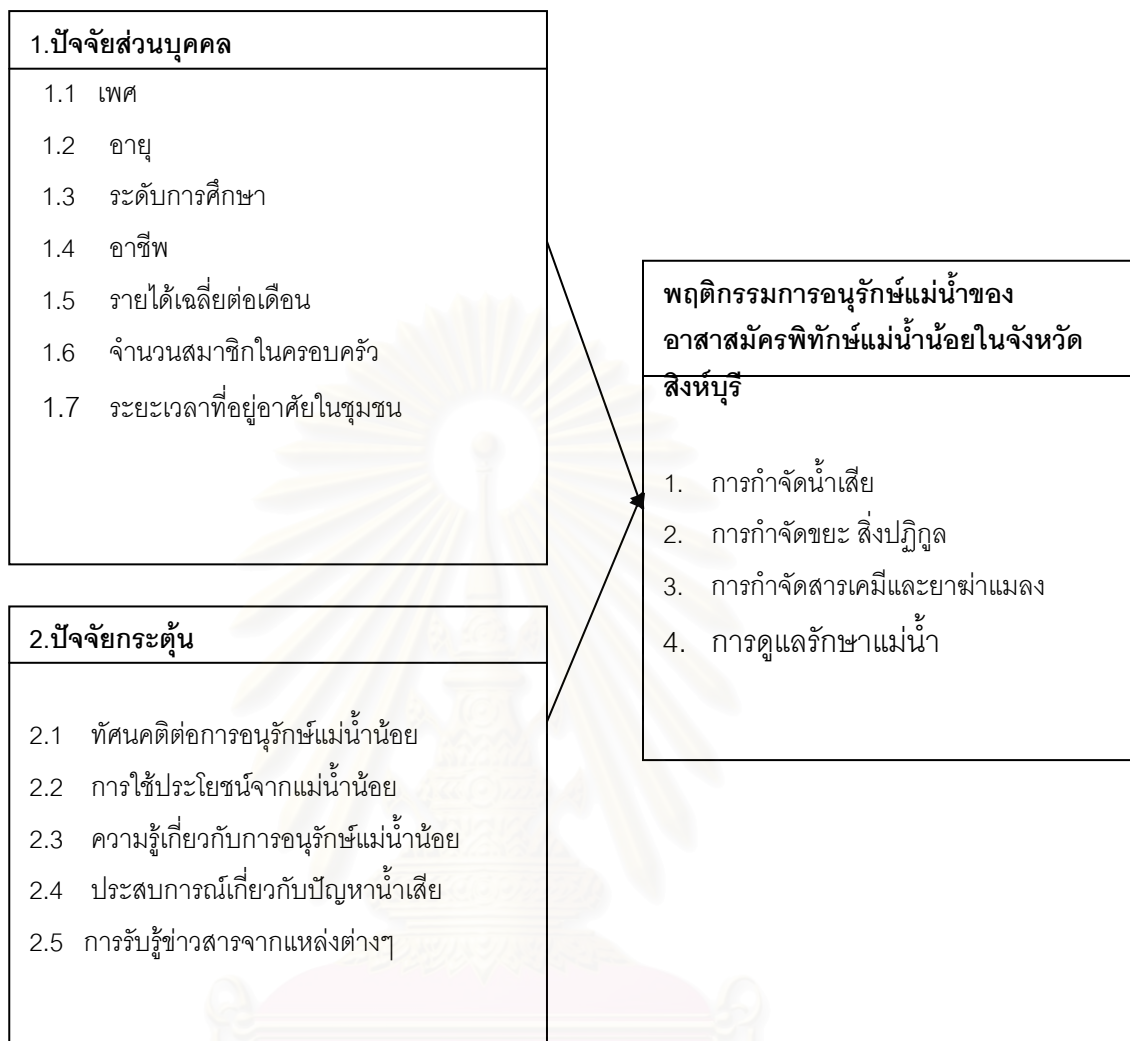 1.ปัจจัยส่วนบุคคล
1.1 เพศ
1.2 อายุ
1.3 ระดับการศึกษา
1.4 อาชีพ
1.5 รายได้เฉลี่ยต่อเดือน
1.6 จำนวนสมาชิกในครอบครัว
1.7 ระยะเวลาที่อยู่อาศัยในชุมชน
2.ปัจจัยกระตุ้น
2.1 ทัศนคติต่อการอนุรักษ์แม่น้ำน้อย
2.2 การใช้ประโยชน์จากแม่น้ำน้อย
2.3 ความรู้เกี่ยวกับการอนุรักษ์แม่น้ำน้อย
2.4 ประสบการณ์เกี่ยวกับปัญหาน้ำเสีย
2.5 การรับรู้ข่าวสารจากแหล่งต่างๆ
พฤติกรรมการอนุรักษ์แม่น้ำของ
อาสาสมัครพิทักษ์แม่น้ำน้อยในจังหวัด
สิงห์บุรี
1. การกำจัดน้ำเสีย
2. การกำจัดขยะ สิ่งปฏิกูล
3. การกำจัดสารเคมีและยาฆ่าแมลง
4. การดูแลรักษาแม่น้ำ